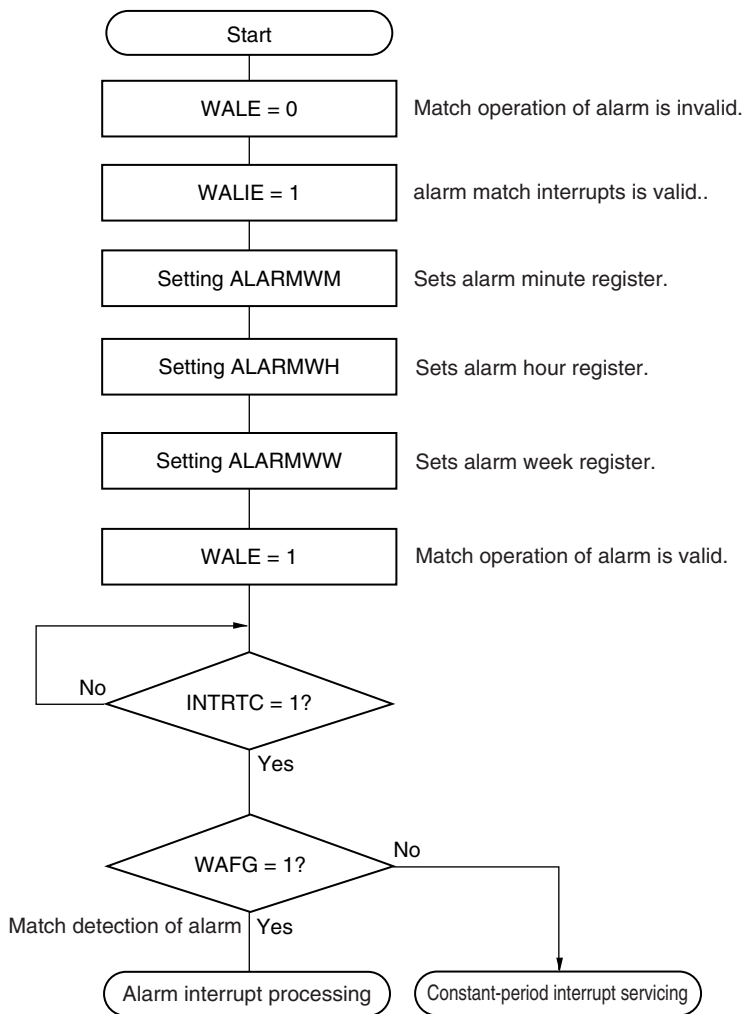 Start
WALE = 0
Match operation of alarm is invalid.
WALIE = 1
alarm match interrupts is valid..
Setting ALARMWM
Sets alarm minute register.
Setting ALARMWH
Sets alarm hour register.
Setting ALARMWW
Sets alarm week register.
WALE = 1
Match operation of alarm is valid.
No
INTRTC = 1?
Yes
WAFG = 1?
No
Match detection of alarm
Yes
Alarm interrupt processing
Constant-period interrupt servicing